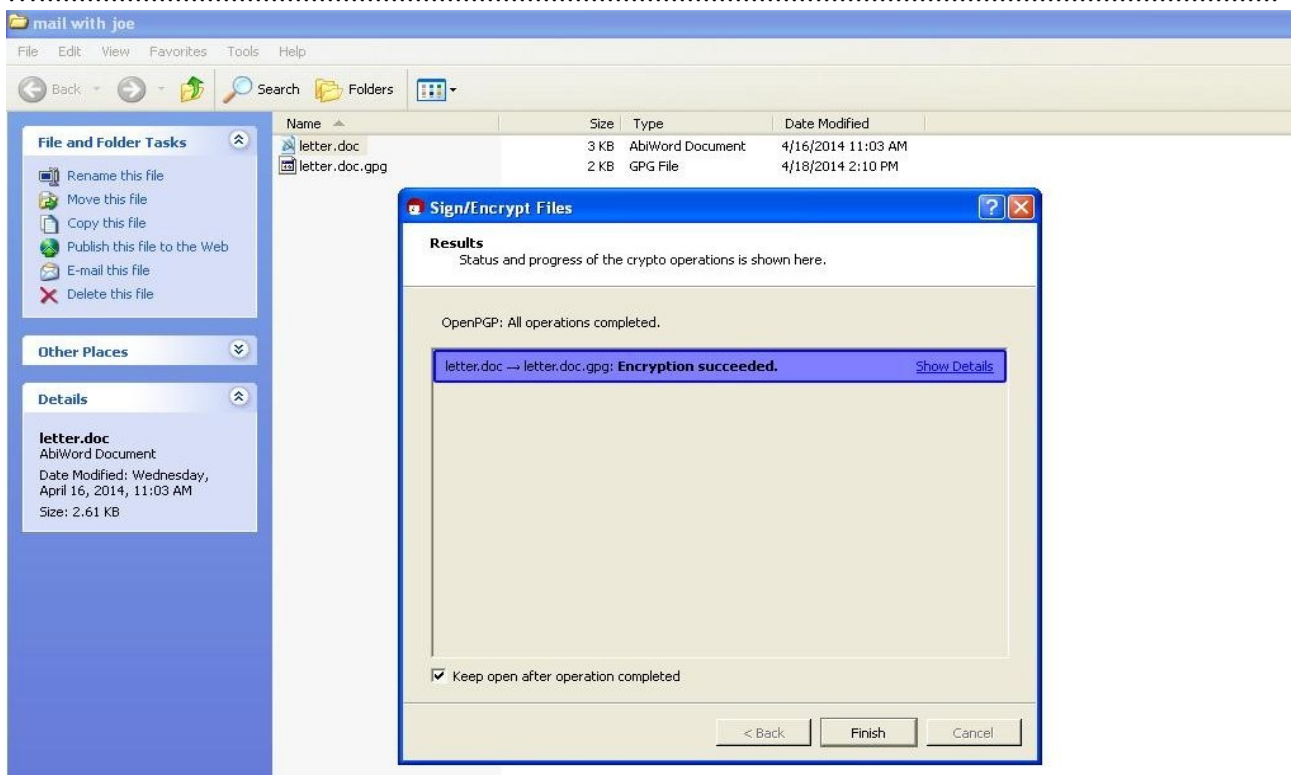 mail with joe
File Edit View Favorites Tools Help
Back Search Folders
Name Size Type Date Modified
File and Folder Tasks
letter.doc 3 KB AbiWord Document 4/16/2014 11:03 AM
letter.doc.gpg 2 KB GPG File 4/18/2014 2:10 PM
Rename this file
Move this file
Copy this file
Publish this file to the Web
E-mail this file
Delete this file
Other Places
Details
letter.doc
AbiWord Document
Date Modified: Wednesday,
April 16, 2014, 11:03 AM
Size: 2.61 KB
Sign/Encrypt Files
Results
Status and progress of the crypto operations is shown here.
OpenPGP: All operations completed.
letter.doc → letter.doc.gpg: Encryption succeeded. Show Details
Keep open after operation completed
< Back Finish Cancel